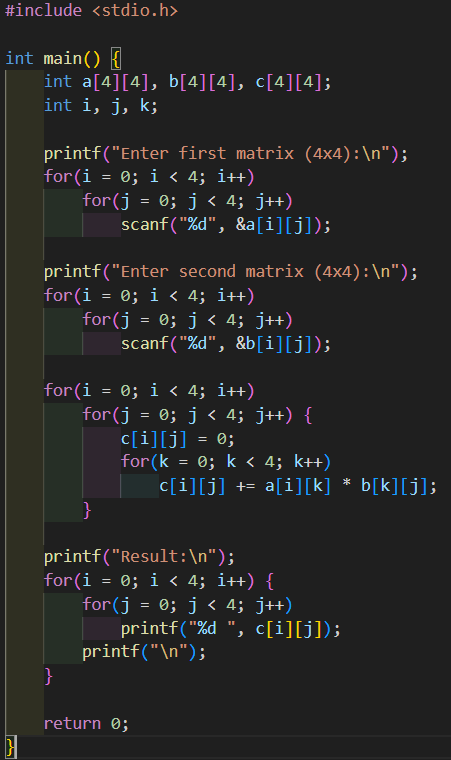 #include <stdio.h>

int main() {
    int a[4][4], b[4][4], c[4][4];
    int i, j, k;

    printf("Enter first matrix (4x4):\n");
    for(i = 0; i < 4; i++)
        for(j = 0; j < 4; j++)
            scanf("%d", &a[i][j]);

    printf("Enter second matrix (4x4):\n");
    for(i = 0; i < 4; i++)
        for(j = 0; j < 4; j++)
            scanf("%d", &b[i][j]);

    for(i = 0; i < 4; i++)
        for(j = 0; j < 4; j++) {
            c[i][j] = 0;
            for(k = 0; k < 4; k++)
                c[i][j] += a[i][k] * b[k][j];
        }

    printf("Result:\n");
    for(i = 0; i < 4; i++) {
        for(j = 0; j < 4; j++)
            printf("%d ", c[i][j]);
        printf("\n");
    }

    return 0;
}